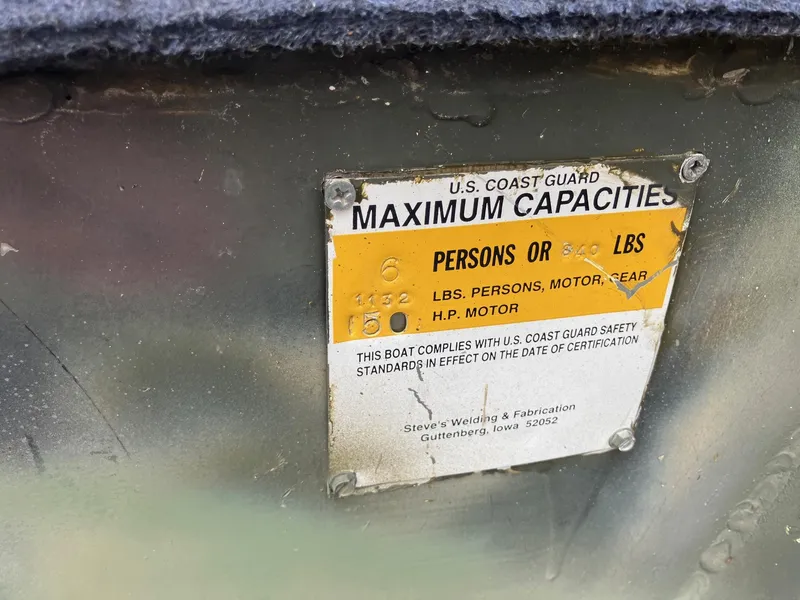 U.S. COAST GUARD
MAXIMUM CAPACITIES
6 PERSONS OR 840 LBS
1132 LBS. PERSONS, MOTOR, GEAR
H.P. MOTOR
THIS BOAT COMPLIES WITH U.S. COAST GUARD SAFETY
STANDARDS IN EFFECT ON THE DATE OF CERTIFICATION
Steve's Welding & Fabrication
Guttenberg, Iowa 52052